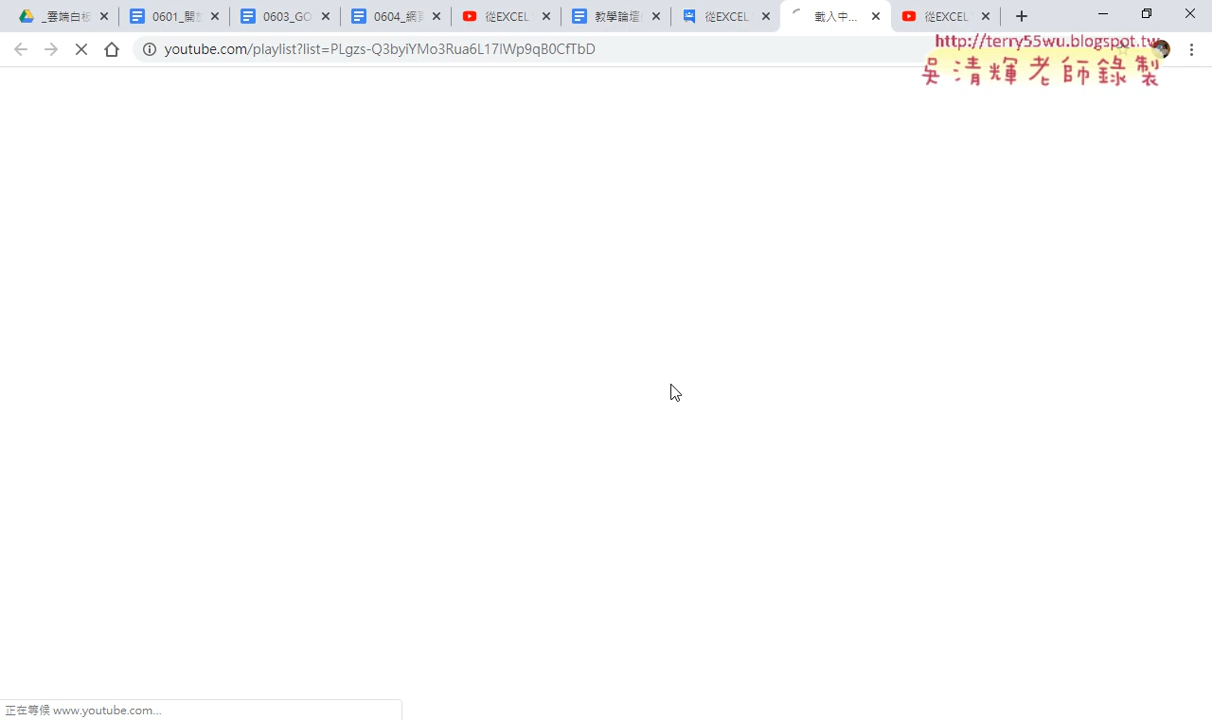 _雲端白板
0601_開放
0603_GO
0604_網頁
從EXCEL
教學論壇
從EXCEL
載入中...
從EXCEL
youtube.com/playlist?list=PLgzs-Q3byiYMo3Rua6L17lWp9qB0CfTbD
http://terry55wu.blogspot.tw
吳清輝老師錄製
正在等候 www.youtube.com...